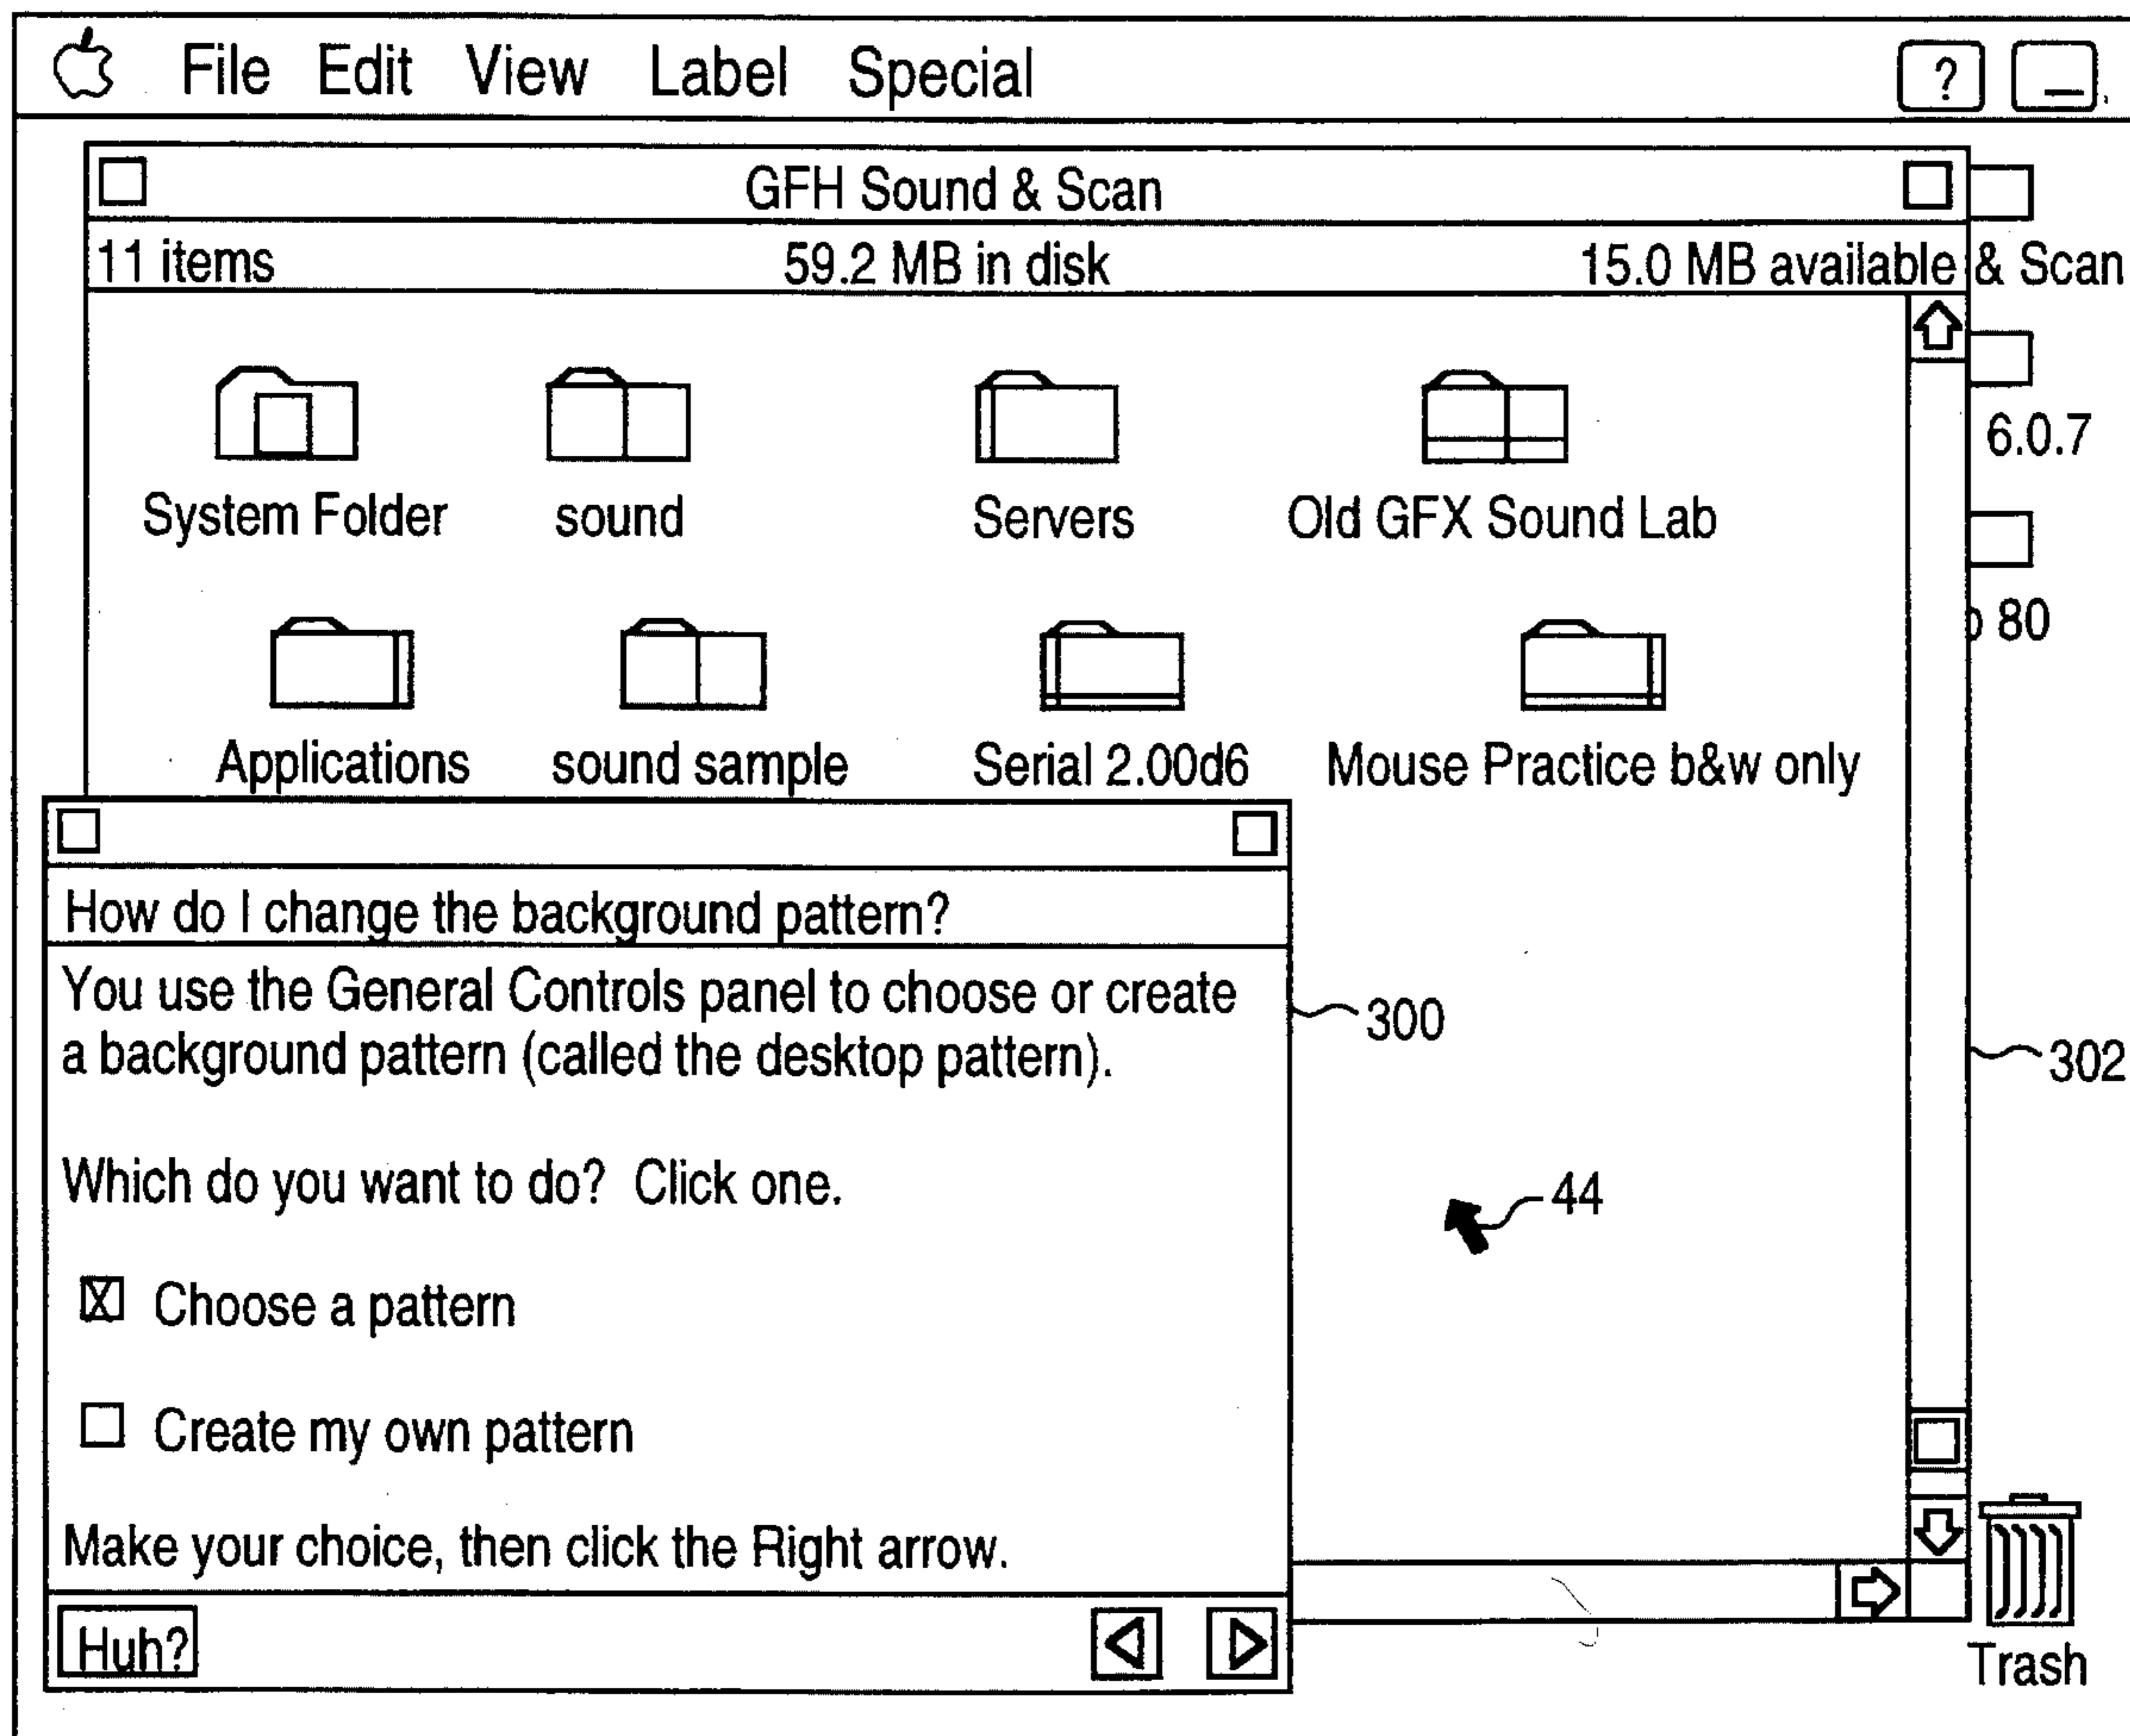 File Edit View Label Special ?
GFH Sound & Scan
11 items 59.2 MB in disk 15.0 MB available & Scan
6.0.7
System Folder sound Servers Old GFX Sound Lab
80
Applications sound sample Serial 2.00d6 Mouse Practice b&w only
How do I change the background pattern?
You use the General Controls panel to choose or create
a background pattern (called the desktop pattern).
300
302
Which do you want to do? Click one.
44
Choose a pattern
Create my own pattern
Make your choice, then click the Right arrow.
Huh?
Trash